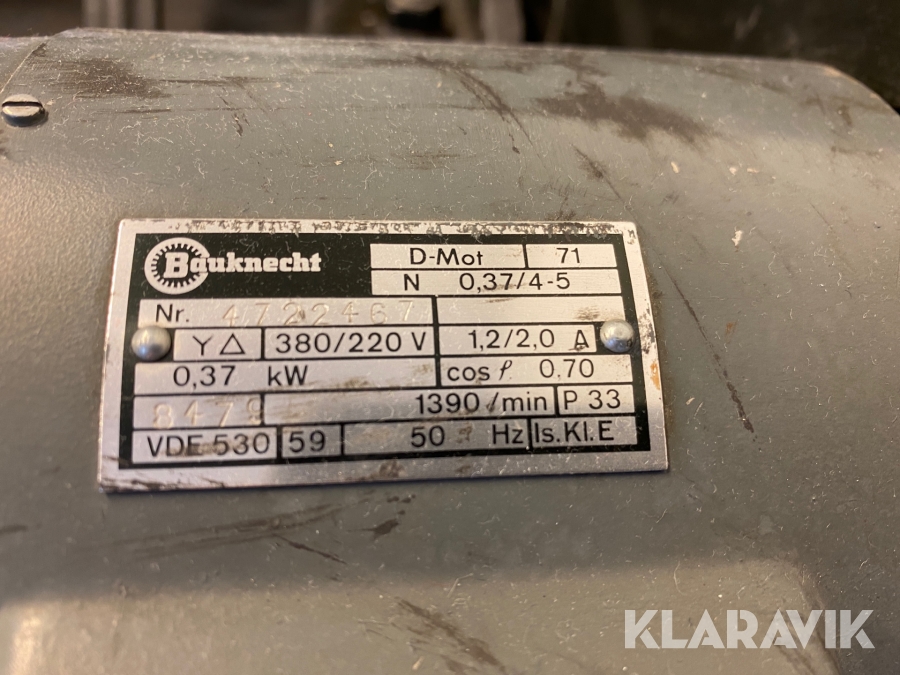 Bauknecht
D-Mot 71
N 0,37/4-5
Nr. 4722467
Y△ 380/220 V 1,2/2,0 A
0,37 kW cos φ 0,70
1390/min P 33
VDE 530 59 50 Hz Is.Kl.E
KLARAVIK